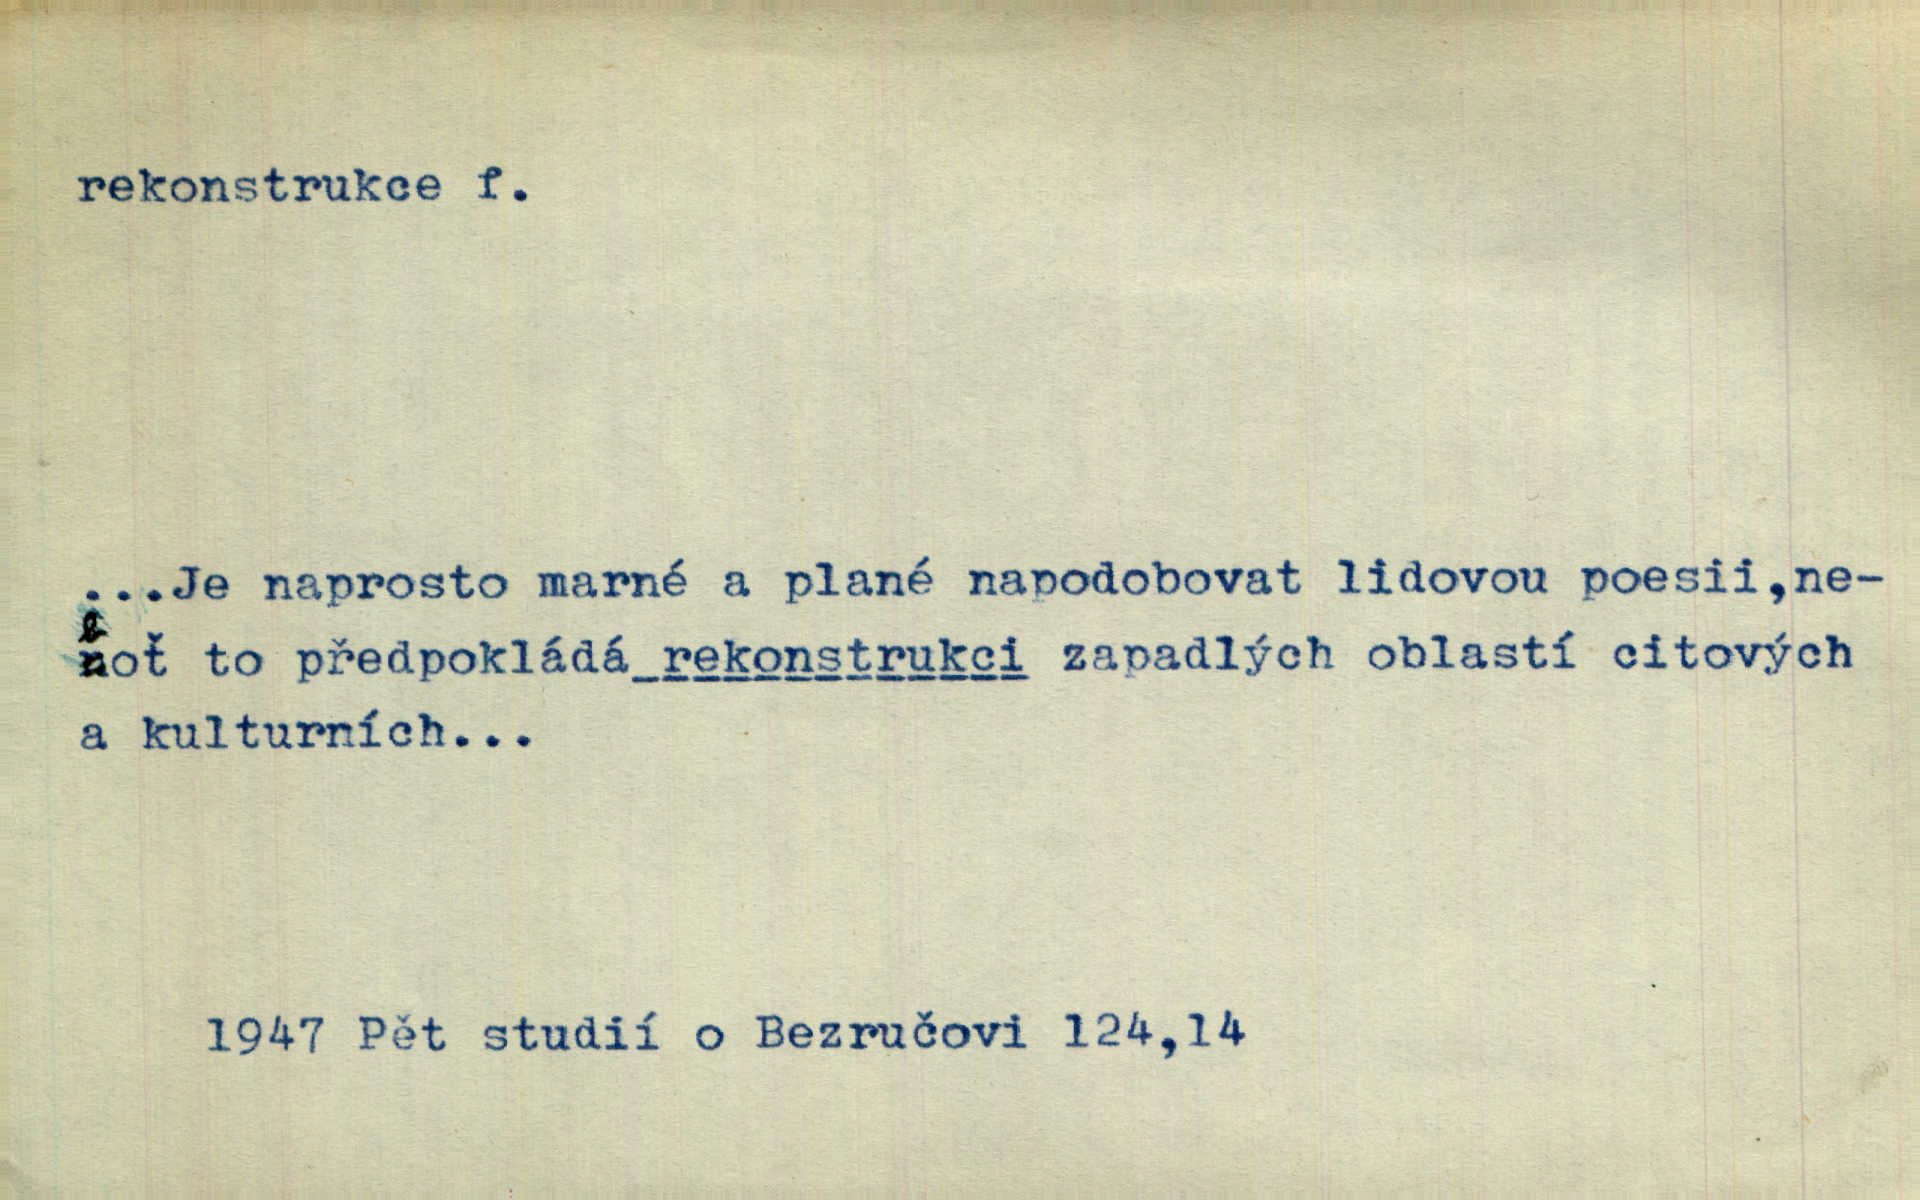 rekonstrukce f.
...Je naprosto marné a plané napodobovat lidovou poesii,ne-
boť to předpokládá rekonstrukci zapadlých oblastí citových
a kulturních...
1947 Pět studií o Bezručovi 124,14